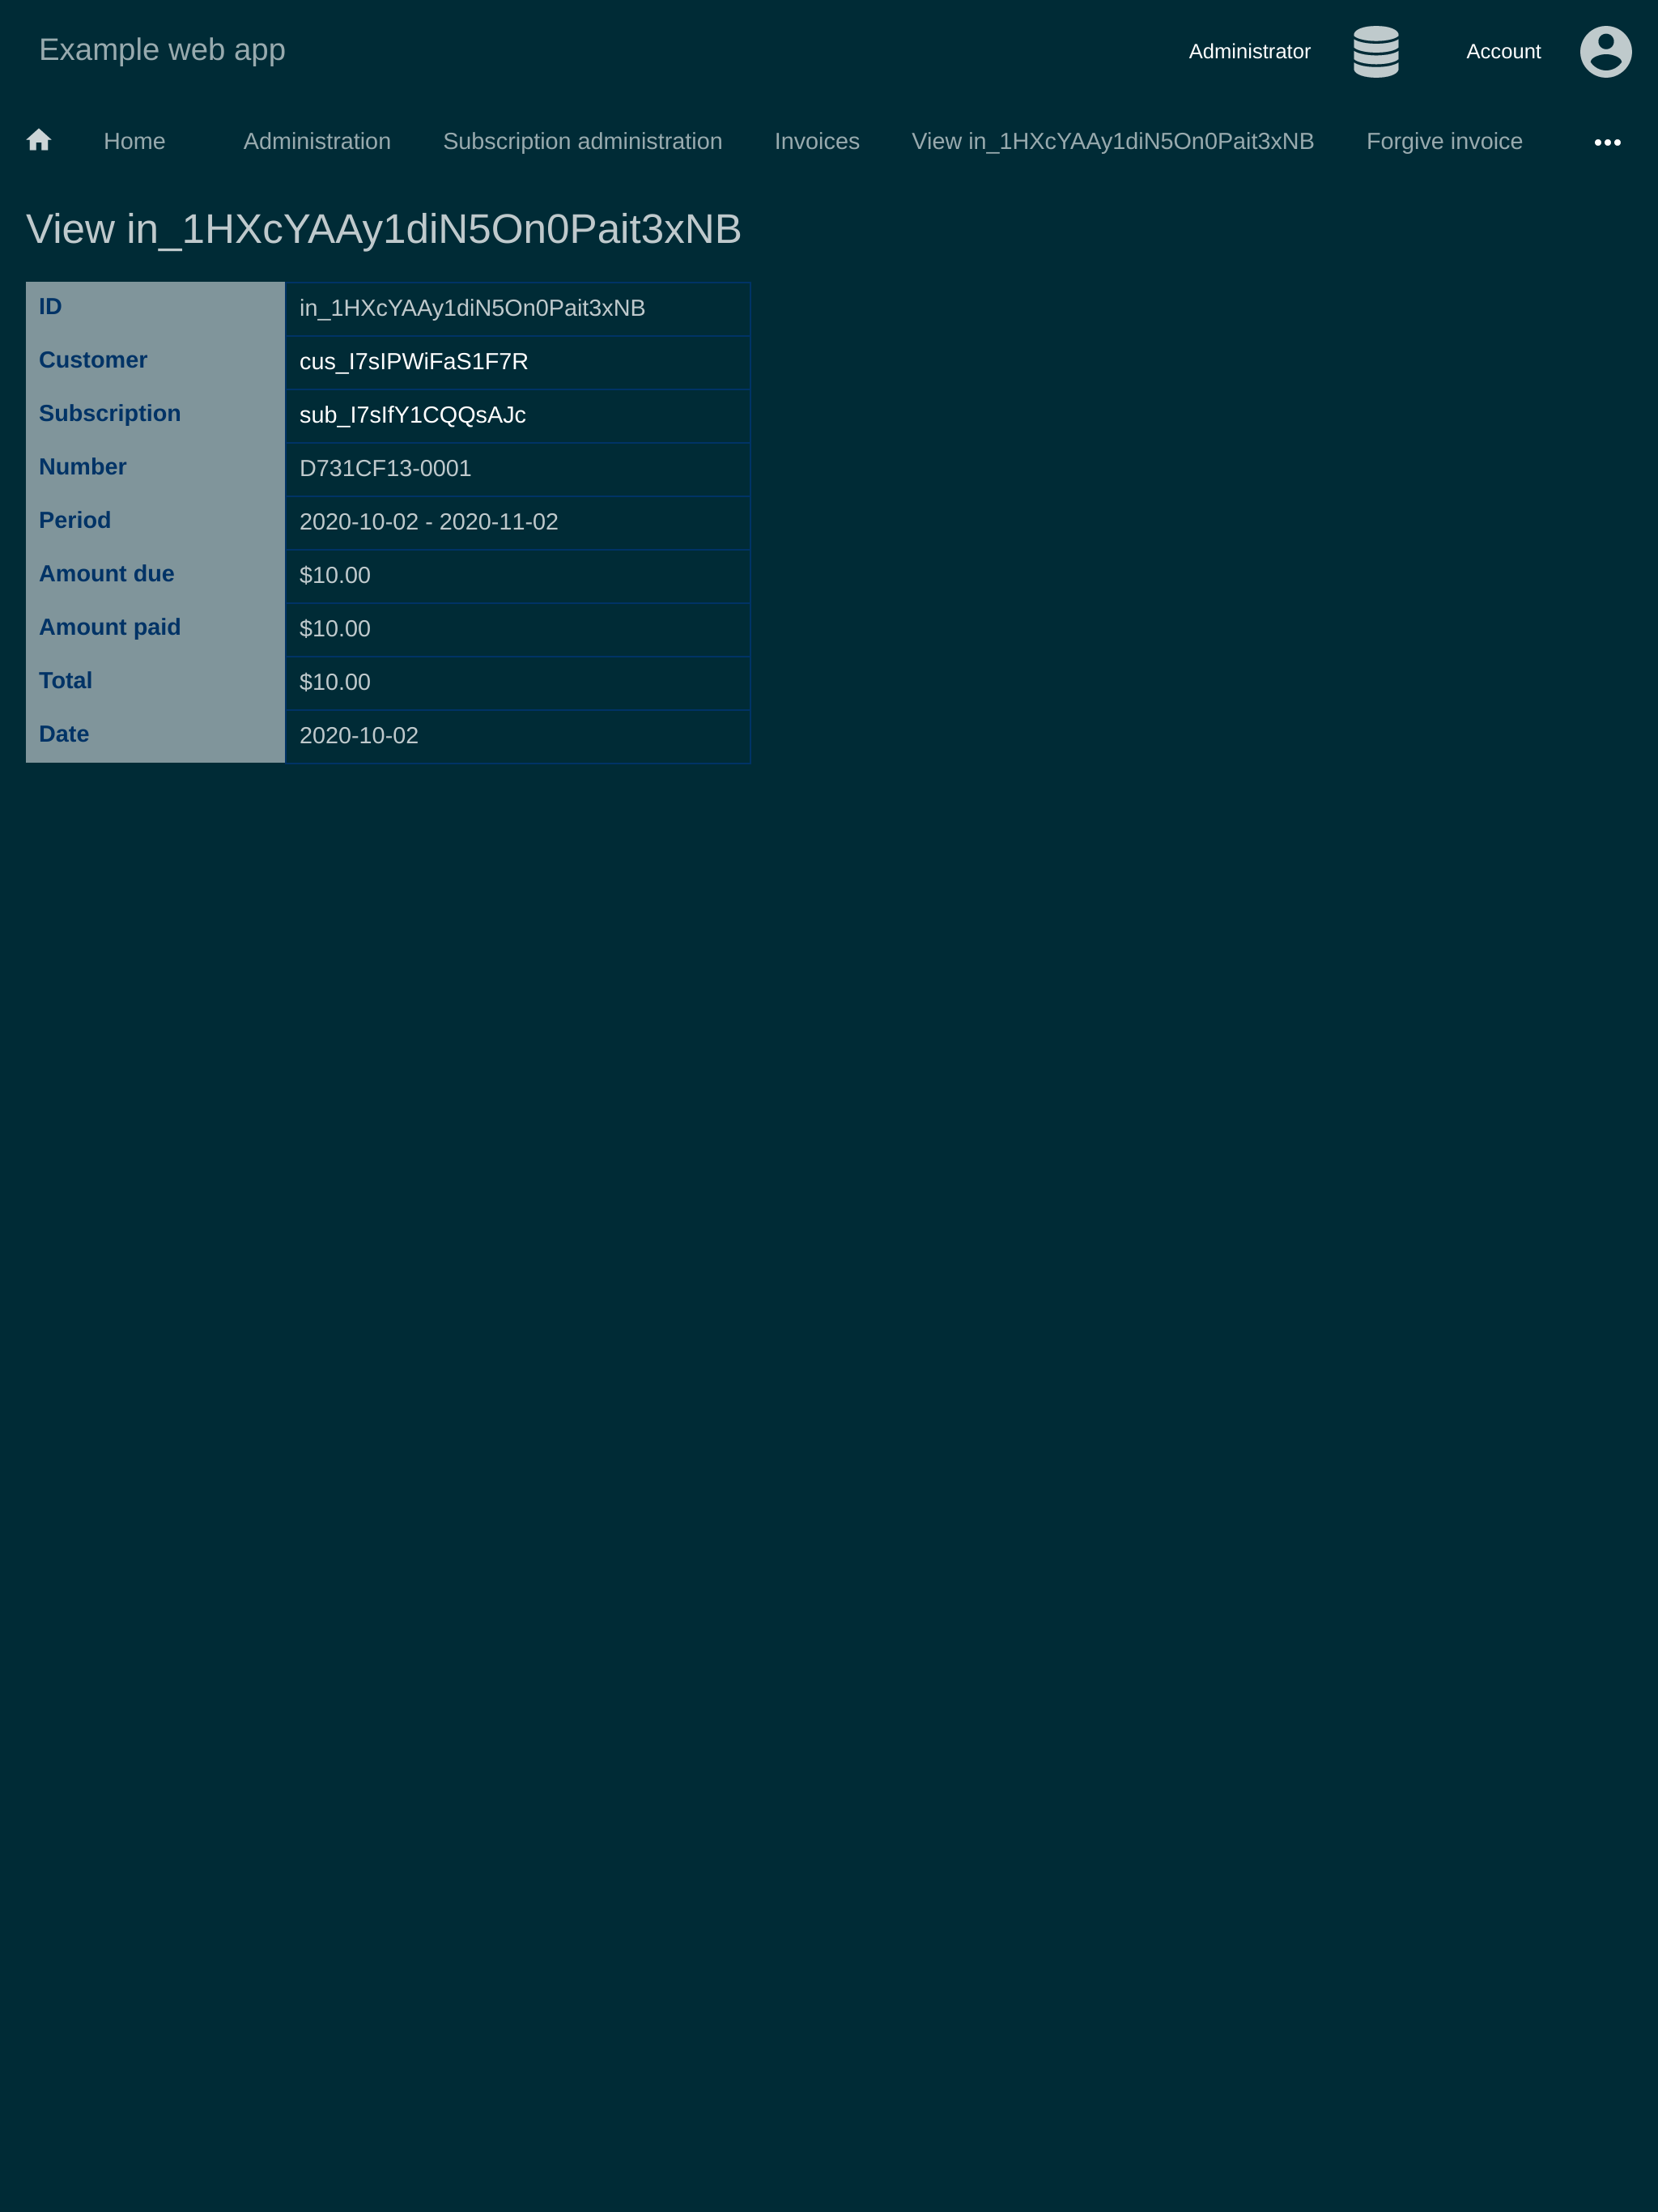 Example web app
Administrator
Account
Home
Administration
Subscription administration
Invoices
View in_1HXcYAAy1diN5On0Pait3xNB
Forgive invoice
View in_1HXcYAAy1diN5On0Pait3xNB
ID in_1HXcYAAy1diN5On0Pait3xNB
Customer cus_I7sIPWiFaS1F7R
Subscription sub_I7sIfY1CQQsAJc
Number D731CF13-0001
Period 2020-10-02 - 2020-11-02
Amount due $10.00
Amount paid $10.00
Total $10.00
Date 2020-10-02